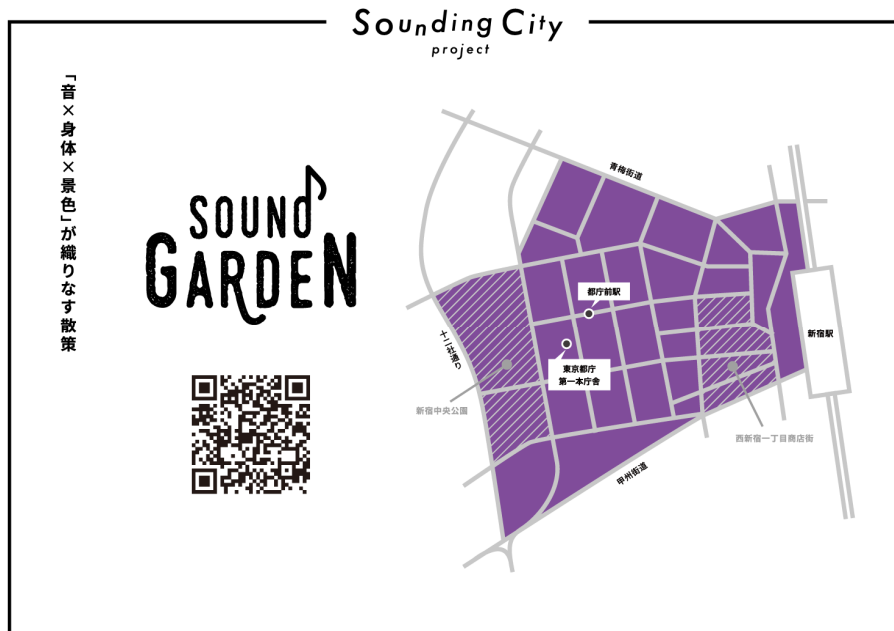 Sounding City
project
「音×身体×景色」が織りなす散策
SOUND
GARDEN
青梅街道
都庁前駅
新宿駅
十二社通り
東京都庁
第一本庁舎
新宿中央公園
西新宿一丁目商店街
甲州街道